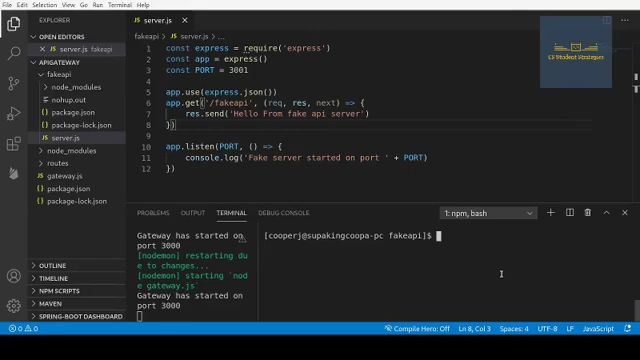 File Edit Selection View Go Run Terminal Help
EXPLORER
OPEN EDITORS
server.js fakeapi
APIGATEWAY
fakeapi
node_modules
nohup.out
package.json
package-lock.json
server.js
node_modules
routes
gateway.js
package.json
package-lock.json
OUTLINE
TIMELINE
NPM SCRIPTS
MAVEN
SPRING-BOOT DASHBOARD
server.js
fakeapi > server.js > ...
1 const express = require('express')
2 const app = express()
3 const PORT = 3001
4
5 app.use(express.json())
6 app.get('/fakeapi', (req, res, next) => {
7 res.send('Hello From fake api server')
8 })
9
10 app.listen(PORT, () => {
11 console.log('Fake server started on port ' + PORT)
12 })
CS Student Strategies
PROBLEMS OUTPUT TERMINAL DEBUG CONSOLE
1: npm, bash
Gateway has started on
port 3000
[nodemon] restarting du
e to changes...
[nodemon] starting `nod
e gateway.js`
Gateway has started on
port 3000
[cooperj@supakingcoopa-pc fakeapi]$
0 0 Compile Hero: Off Ln 8, Col 3 Spaces: 4 UTF-8 LF JavaScript